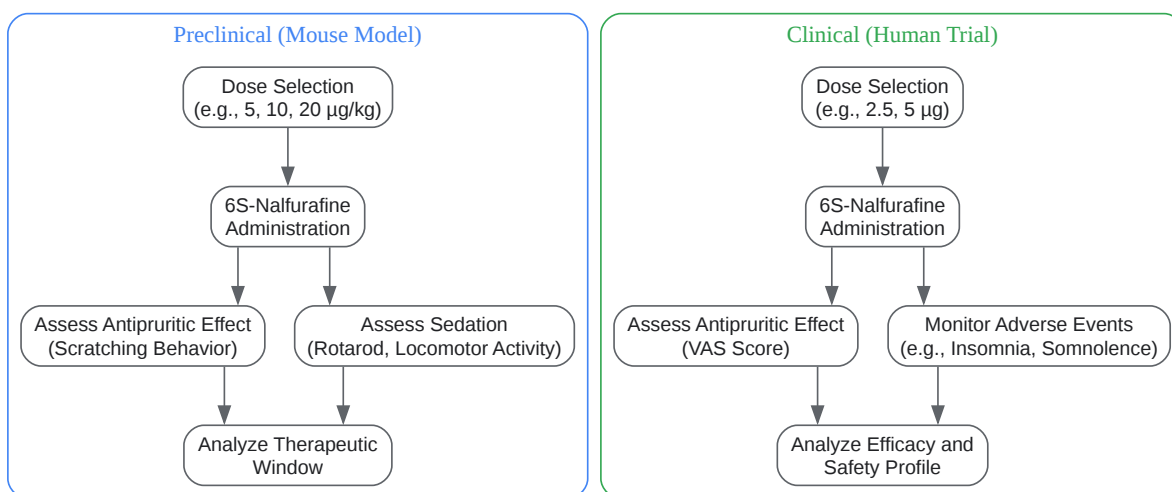 Preclinical (Mouse Model)
Dose Selection
(e.g., 5, 10, 20 µg/kg)
6S-Nalfurafine
Administration
Assess Antipruritic Effect
(Scratching Behavior)
Assess Sedation
(Rotarod, Locomotor Activity)
Analyze Therapeutic
Window
Clinical (Human Trial)
Dose Selection
(e.g., 2.5, 5 µg)
6S-Nalfurafine
Administration
Assess Antipruritic Effect
(VAS Score)
Monitor Adverse Events
(e.g., Insomnia, Somnolence)
Analyze Efficacy and
Safety Profile